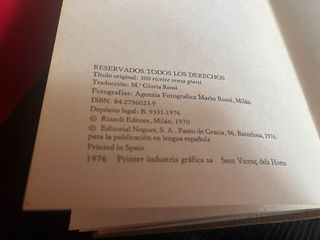 RESERVADOS TODOS LOS DERECHOS
Título original: 300 ricette senza grassi
Traducción: M.ª Gloria Rossi
Fotografías: Agenzia Fotografica Mario Rossi, Milán
ISBN: 84-2796023-9
Depósito legal: B. 9331-1976
© Rizzoli Editore, Milán, 1970
© Editorial Noguer, S. A., Paseo de Gracia, 96, Barcelona, 1976
para la publicación en lengua española.
Printed in Spain
1976 Printer industria gráfica sa Sant Vicenç dels Horts